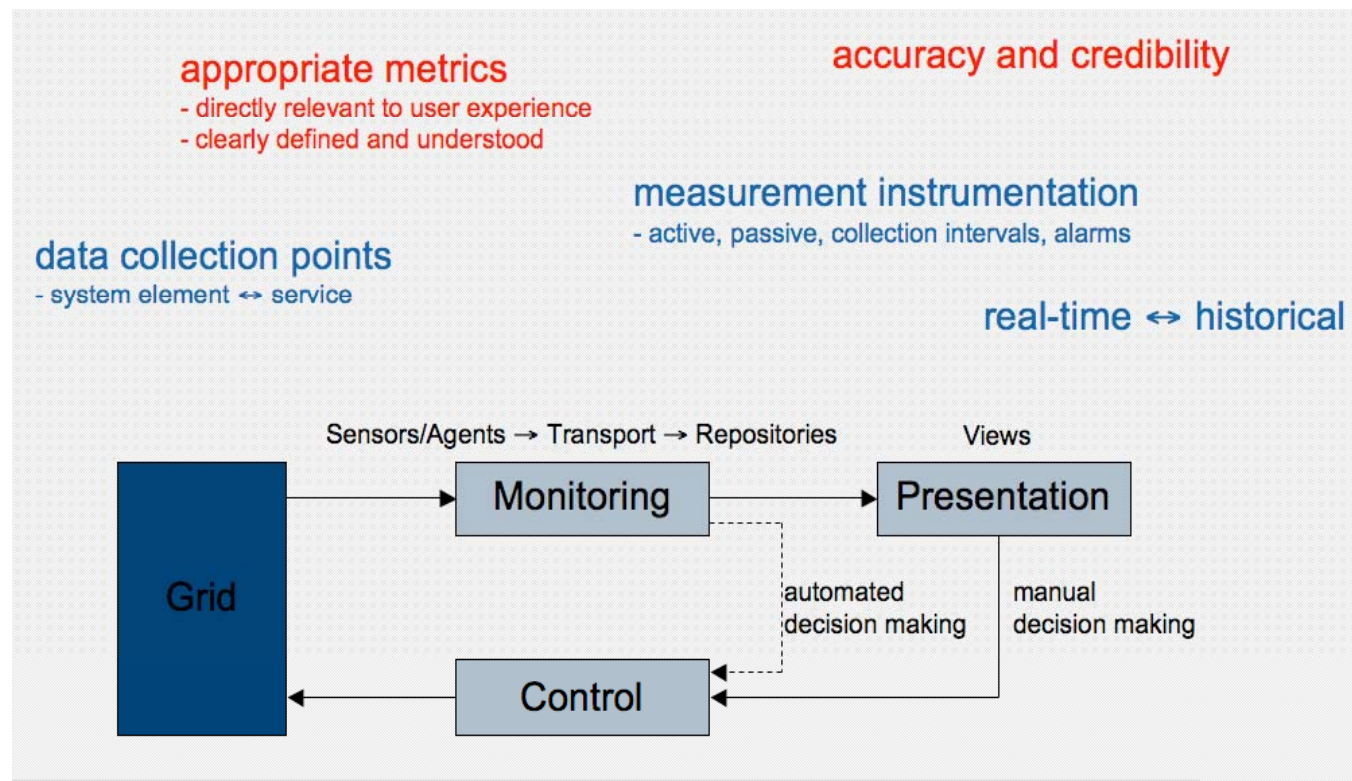 appropriate metrics
- directly relevant to user experience
- clearly defined and understood
accuracy and credibility
measurement instrumentation
- active, passive, collection intervals, alarms
data collection points
- system element ↔ service
real-time ↔ historical
Sensors/Agents → Transport → Repositories
Views
Monitoring
Presentation
Grid
automated
decision making
manual
decision making
Control